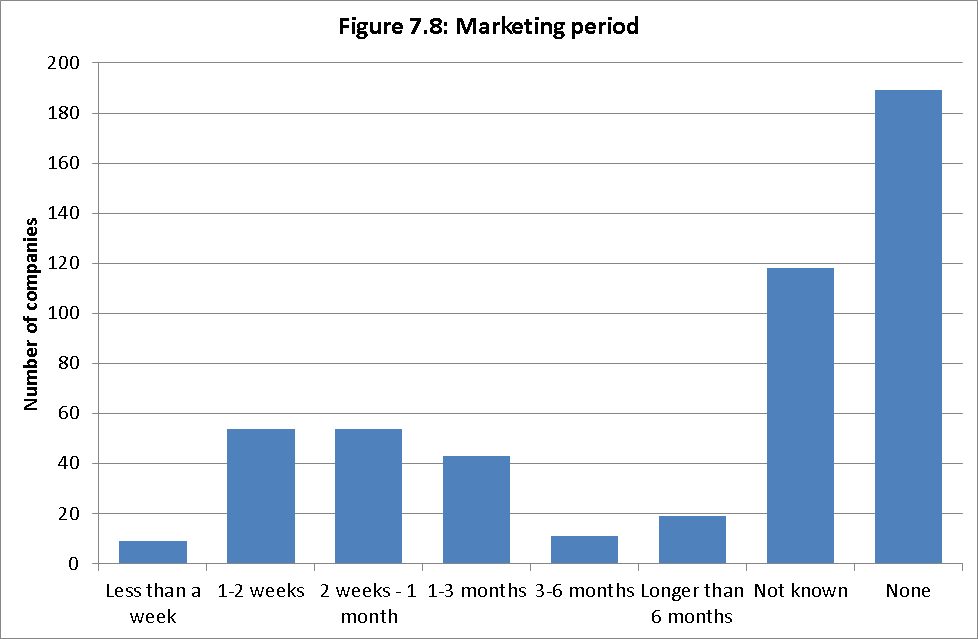 Figure 7.8: Marketing period
Number of companies
200
180
160
140
120
100
80
60
40
20
0
Less than a
week
1-2 weeks
2 weeks - 1
month
1-3 months
3-6 months
Longer than
6 months
Not known
None